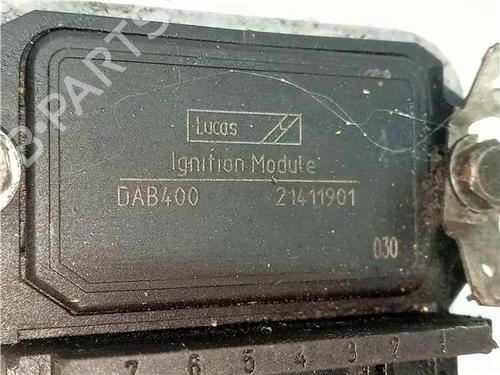 B-PARTS
Lucas
Ignition Module
DAB400 21411901
030
7 6 5 4 3 2 1